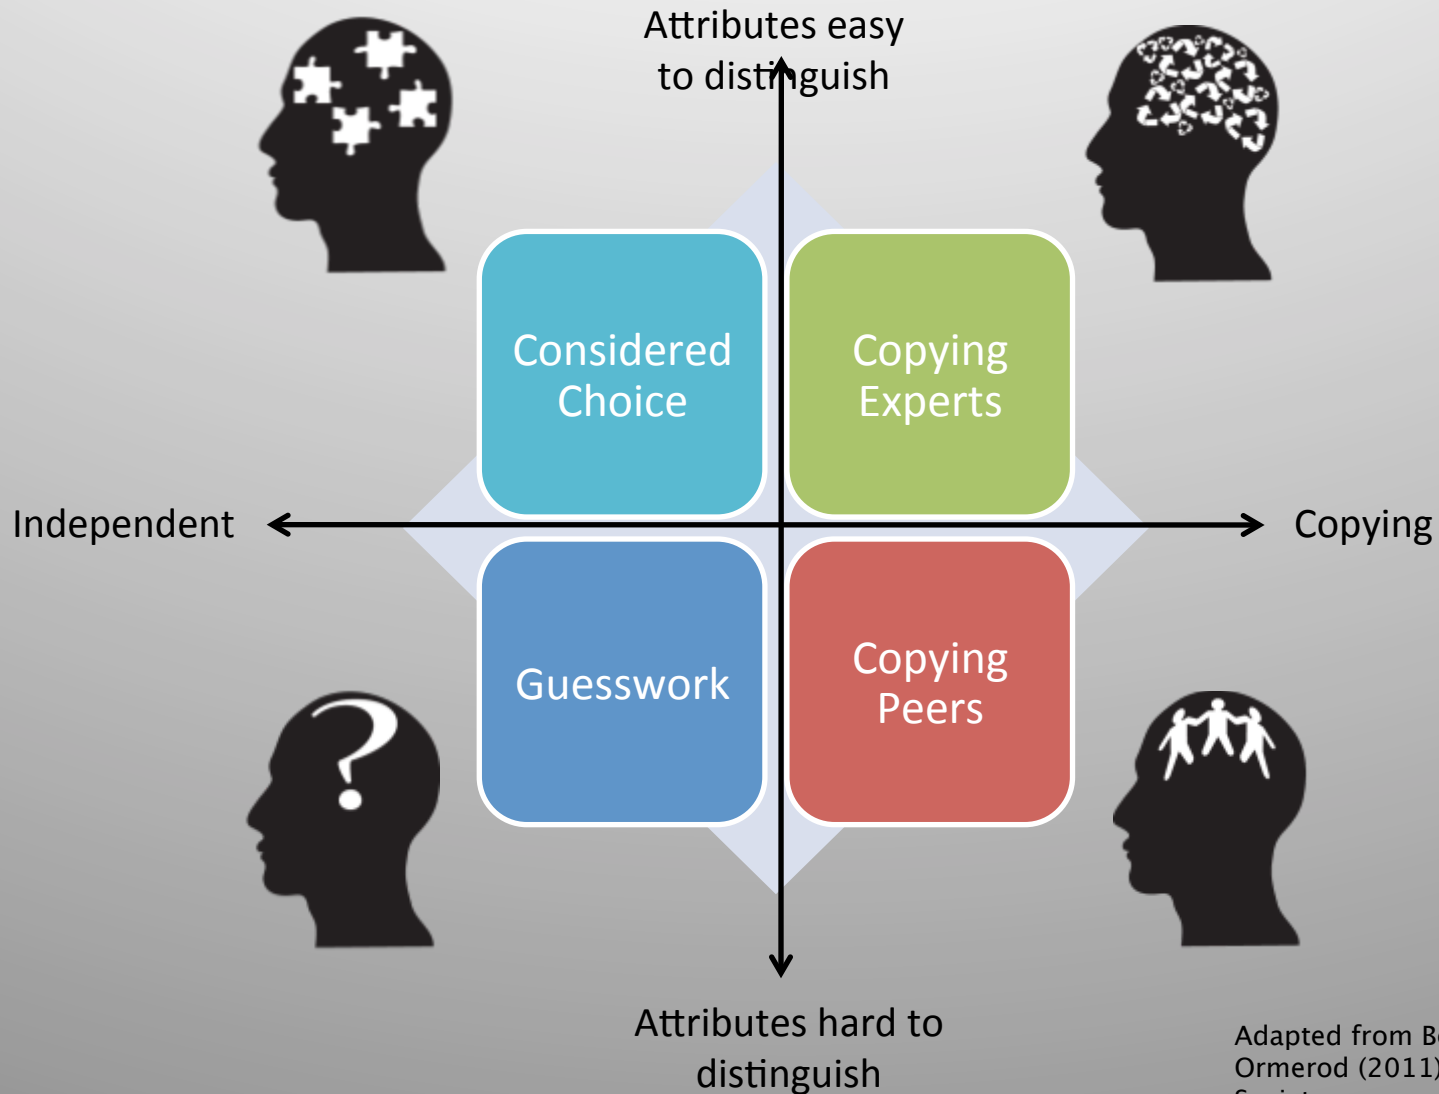 Attributes easy
to distinguish
Considered
Choice
Copying
Experts
Independent
Copying
Guesswork
Copying
Peers
Attributes hard to
distinguish
Adapted from
Ormerod (2011)